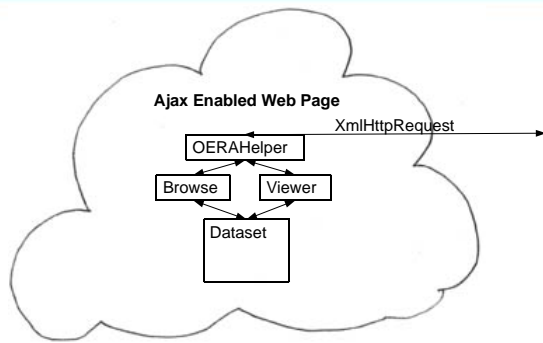 Ajax Enabled Web Page
XmlHttpRequest
OERAHelper
Browse
Viewer
Dataset